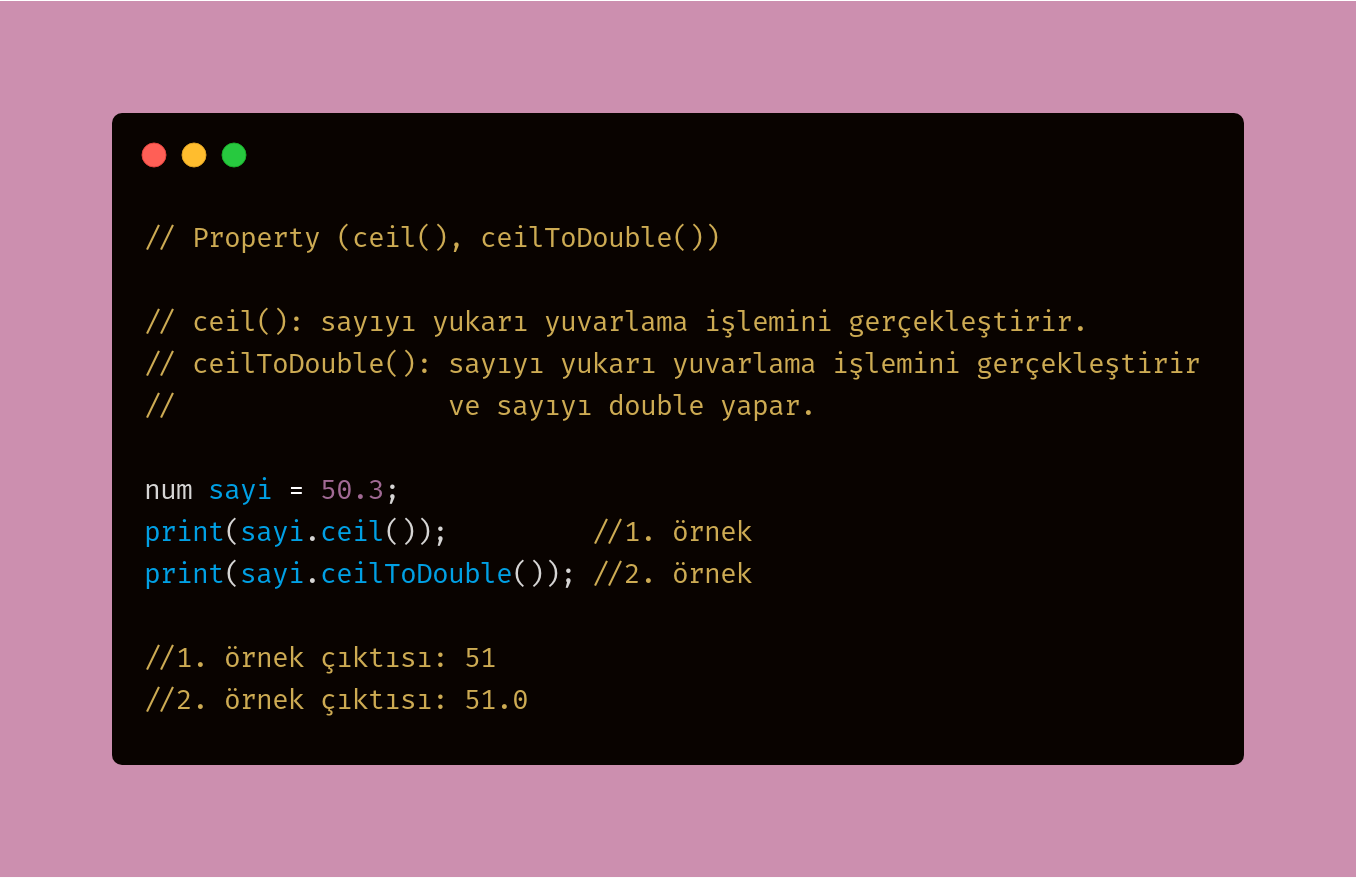 // Property (ceil(), ceilToDouble())
// ceil(): sayıyı yukarı yuvarlama işlemini gerçekleştirir.
// ceilToDouble(): sayıyı yukarı yuvarlama işlemini gerçekleştirir
//                 ve sayıyı double yapar.
num sayi = 50.3;
print(sayi.ceil());         //1. örnek
print(sayi.ceilToDouble()); //2. örnek
//1. örnek çıktısı: 51
//2. örnek çıktısı: 51.0